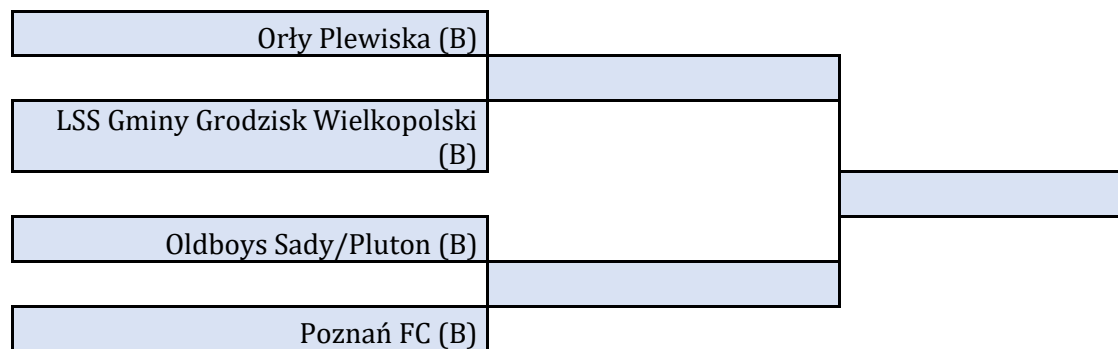 Orły Plewiska (B)
LSS Gminy Grodzisk Wielkopolski
(B)
Oldboys Sady/Pluton (B)
Poznań FC (B)